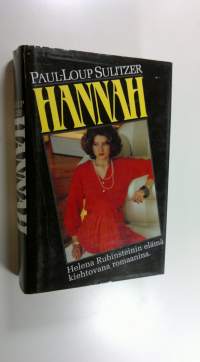 PAUL-LOUP SULITZER
HANNAH
Helena Rubinsteinin elämä
kiehtovana romaanina.
HANNAH